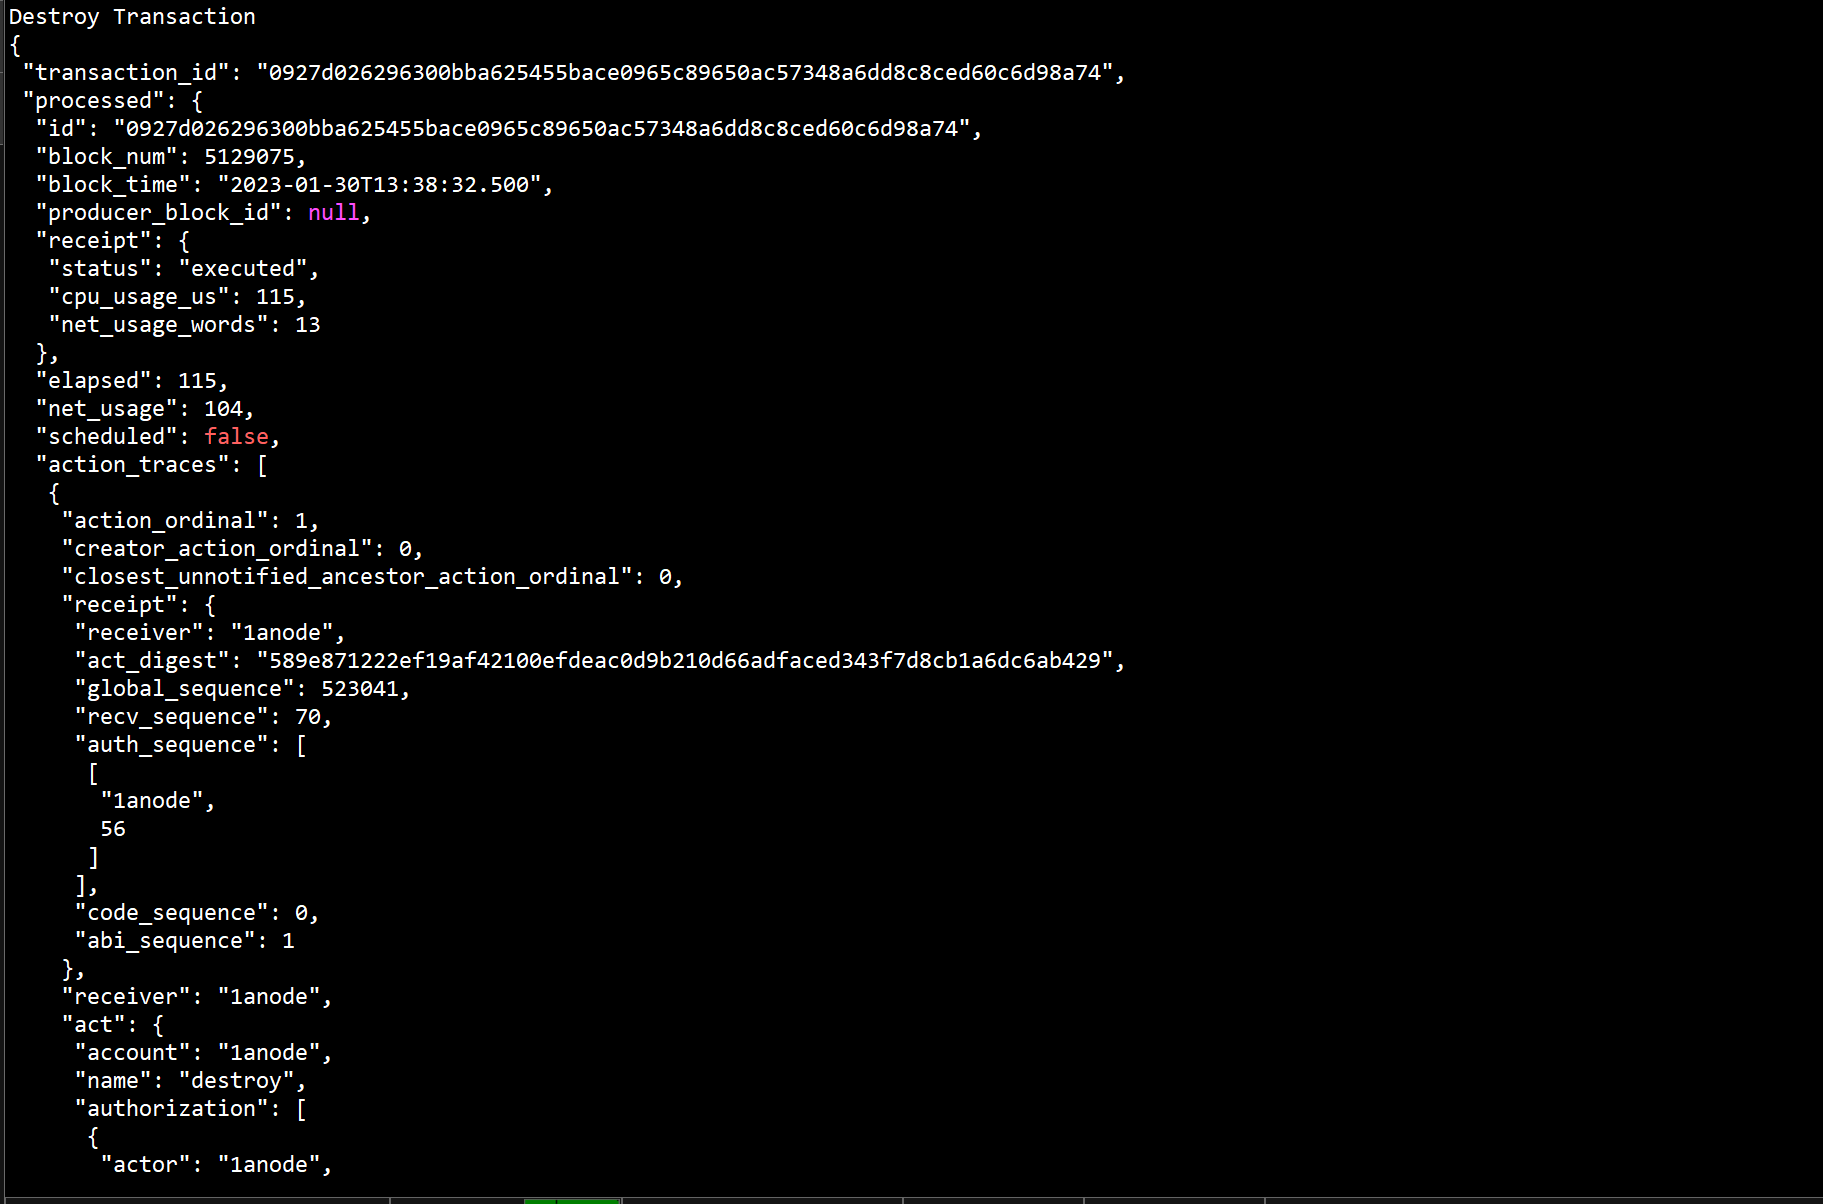 Destroy Transaction
{
 "transaction_id": "0927d026296300bba625455bace0965c89650ac57348a6dd8c8ced60c6d98a74",
 "processed": {
  "id": "0927d026296300bba625455bace0965c89650ac57348a6dd8c8ced60c6d98a74",
  "block_num": 5129075,
  "block_time": "2023-01-30T13:38:32.500",
  "producer_block_id": null,
  "receipt": {
   "status": "executed",
   "cpu_usage_us": 115,
   "net_usage_words": 13
  },
  "elapsed": 115,
  "net_usage": 104,
  "scheduled": false,
  "action_traces": [
   {
    "action_ordinal": 1,
    "creator_action_ordinal": 0,
    "closest_unnotified_ancestor_action_ordinal": 0,
    "receipt": {
     "receiver": "1anode",
     "act_digest": "589e871222ef19af42100efdeac0d9b210d66adfaced343f7d8cb1a6dc6ab429",
     "global_sequence": 523041,
     "recv_sequence": 70,
     "auth_sequence": [
      [
       "1anode",
       56
      ]
     ],
     "code_sequence": 0,
     "abi_sequence": 1
    },
    "receiver": "1anode",
    "act": {
     "account": "1anode",
     "name": "destroy",
     "authorization": [
      {
       "actor": "1anode",